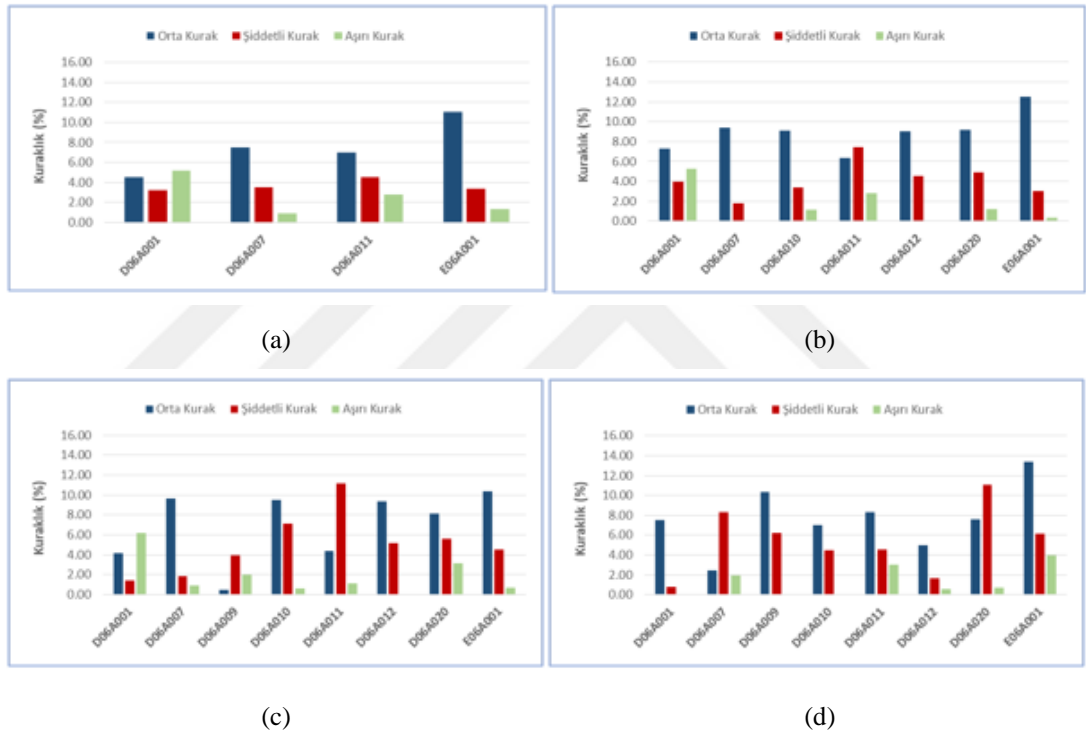 Orta Kurak Şiddetli Kurak Aşırı Kurak
16.00
14.00
12.00
10.00
8.00
6.00
4.00
2.00
0.00
Kuraklık (%)
D06A001 D06A007 D06A011 E06A001
(a)
Orta Kurak Şiddetli Kurak Aşırı Kurak
16.00
14.00
12.00
10.00
8.00
6.00
4.00
2.00
0.00
Kuraklık (%)
D06A001 D06A007 D06A010 D06A011 D06A012 D06A020 E06A001
(b)
Orta Kurak Şiddetli Kurak Aşırı Kurak
16.00
14.00
12.00
10.00
8.00
6.00
4.00
2.00
0.00
Kuraklık (%)
D06A001 D06A007 D06A009 D06A010 D06A011 D06A012 D06A020 E06A001
(c)
Orta Kurak Şiddetli Kurak Aşırı Kurak
16.00
14.00
12.00
10.00
8.00
6.00
4.00
2.00
0.00
Kuraklık (%)
D06A001 D06A007 D06A009 D06A010 D06A011 D06A012 D06A020 E06A001
(d)